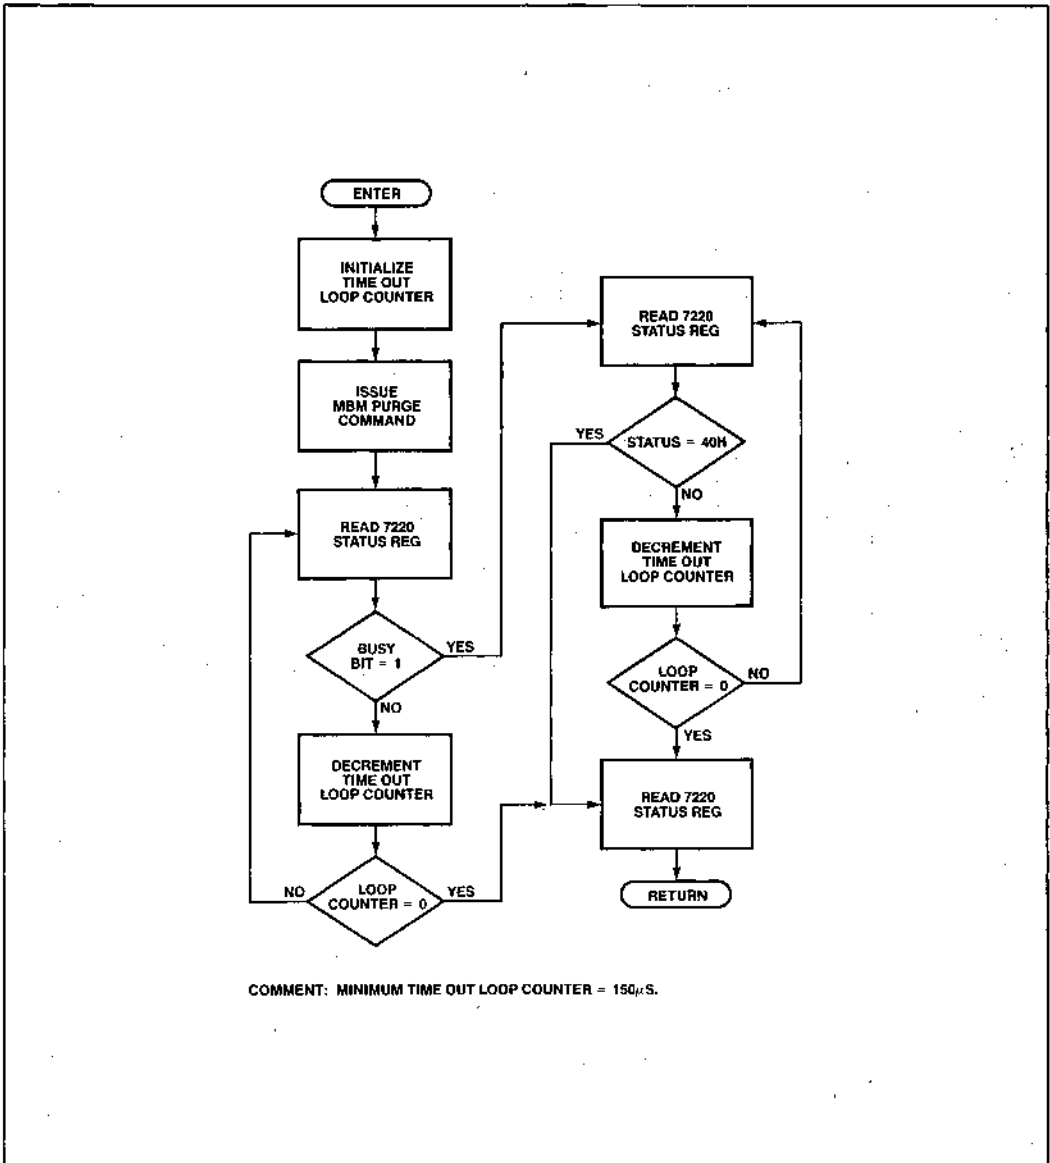 ENTER
INITIALIZE
TIME OUT
LOOP COUNTER
ISSUE
MBM PURGE
COMMAND
READ 7220
STATUS REG
BUSY
BIT = 1
YES
NO
DECREMENT
TIME OUT
LOOP COUNTER
LOOP
COUNTER = 0
NO
YES
READ 7220
STATUS REG
STATUS = 40H
YES
NO
DECREMENT
TIME OUT
LOOP COUNTER
LOOP
COUNTER = 0
NO
YES
READ 7220
STATUS REG
RETURN
COMMENT: MINIMUM TIME OUT LOOP COUNTER = 150µS.